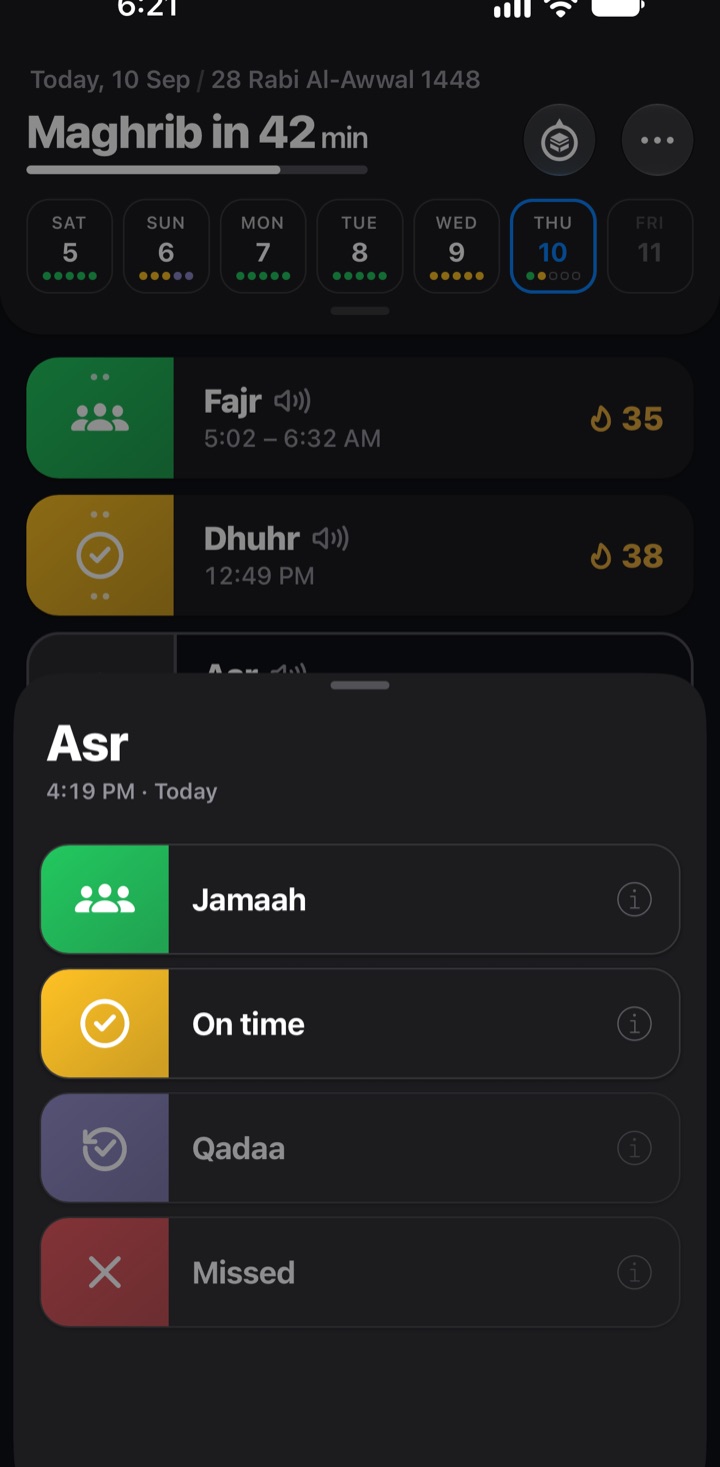 6:21
Today, 10 Sep / 28 Rabi Al-Awwal 1448
Maghrib in 42 min
SAT SUN MON TUE WED THU FRI
5 6 7 8 9 10 11
Fajr
5:02 – 6:32 AM
35
Dhuhr
12:49 PM
38
Asr
Asr
4:19 PM · Today
Jamaah
On time
Qadaa
Missed